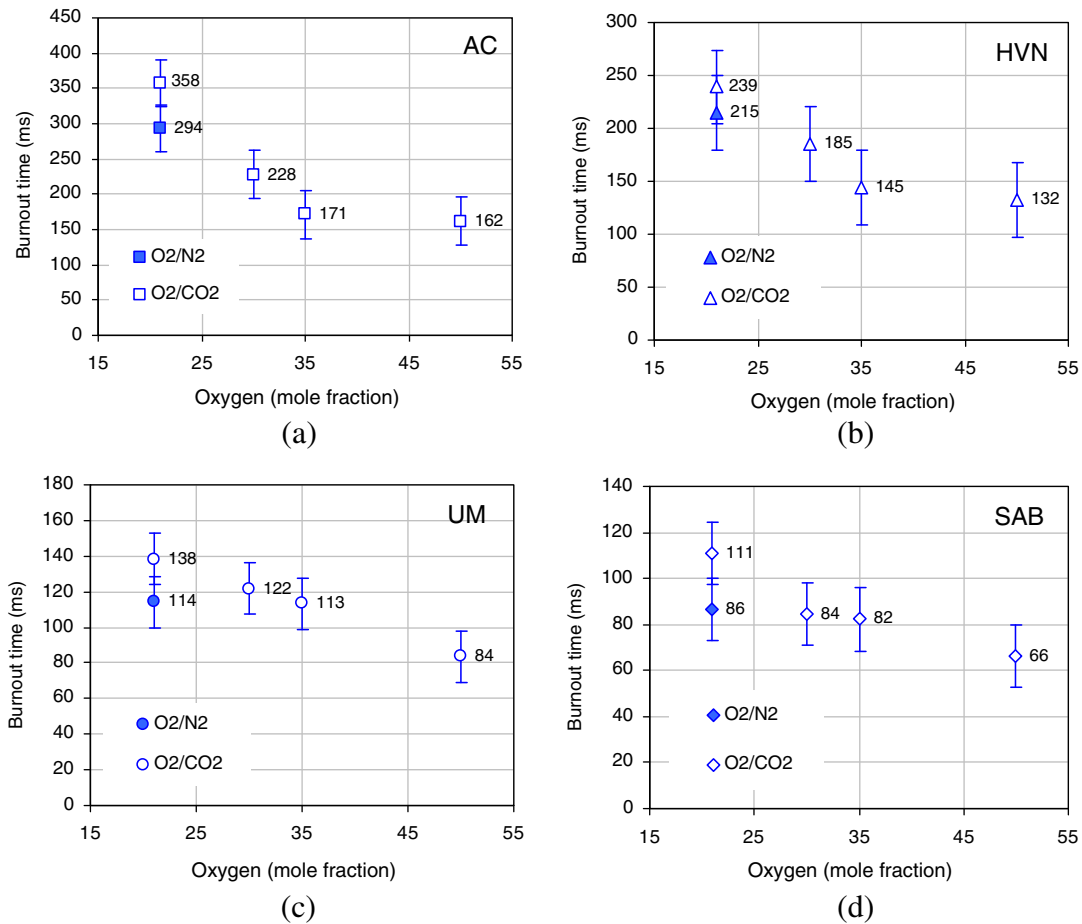 AC
450
400
350
300
250
200
150
100
50
0
Burnout time (ms)
358
294
228
171
162
O2/N2
O2/CO2
15 25 35 45 55
Oxygen (mole fraction)
(a)
HVN
300
250
200
150
100
50
0
Burnout time (ms)
239
215
185
145
132
O2/N2
O2/CO2
15 25 35 45 55
Oxygen (mole fraction)
(b)
UM
180
160
140
120
100
80
60
40
20
0
Burnout time (ms)
138
114
122
113
84
O2/N2
O2/CO2
15 25 35 45 55
Oxygen (mole fraction)
(c)
SAB
140
120
100
80
60
40
20
0
Burnout time (ms)
111
86
84
82
66
O2/N2
O2/CO2
15 25 35 45 55
Oxygen (mole fraction)
(d)